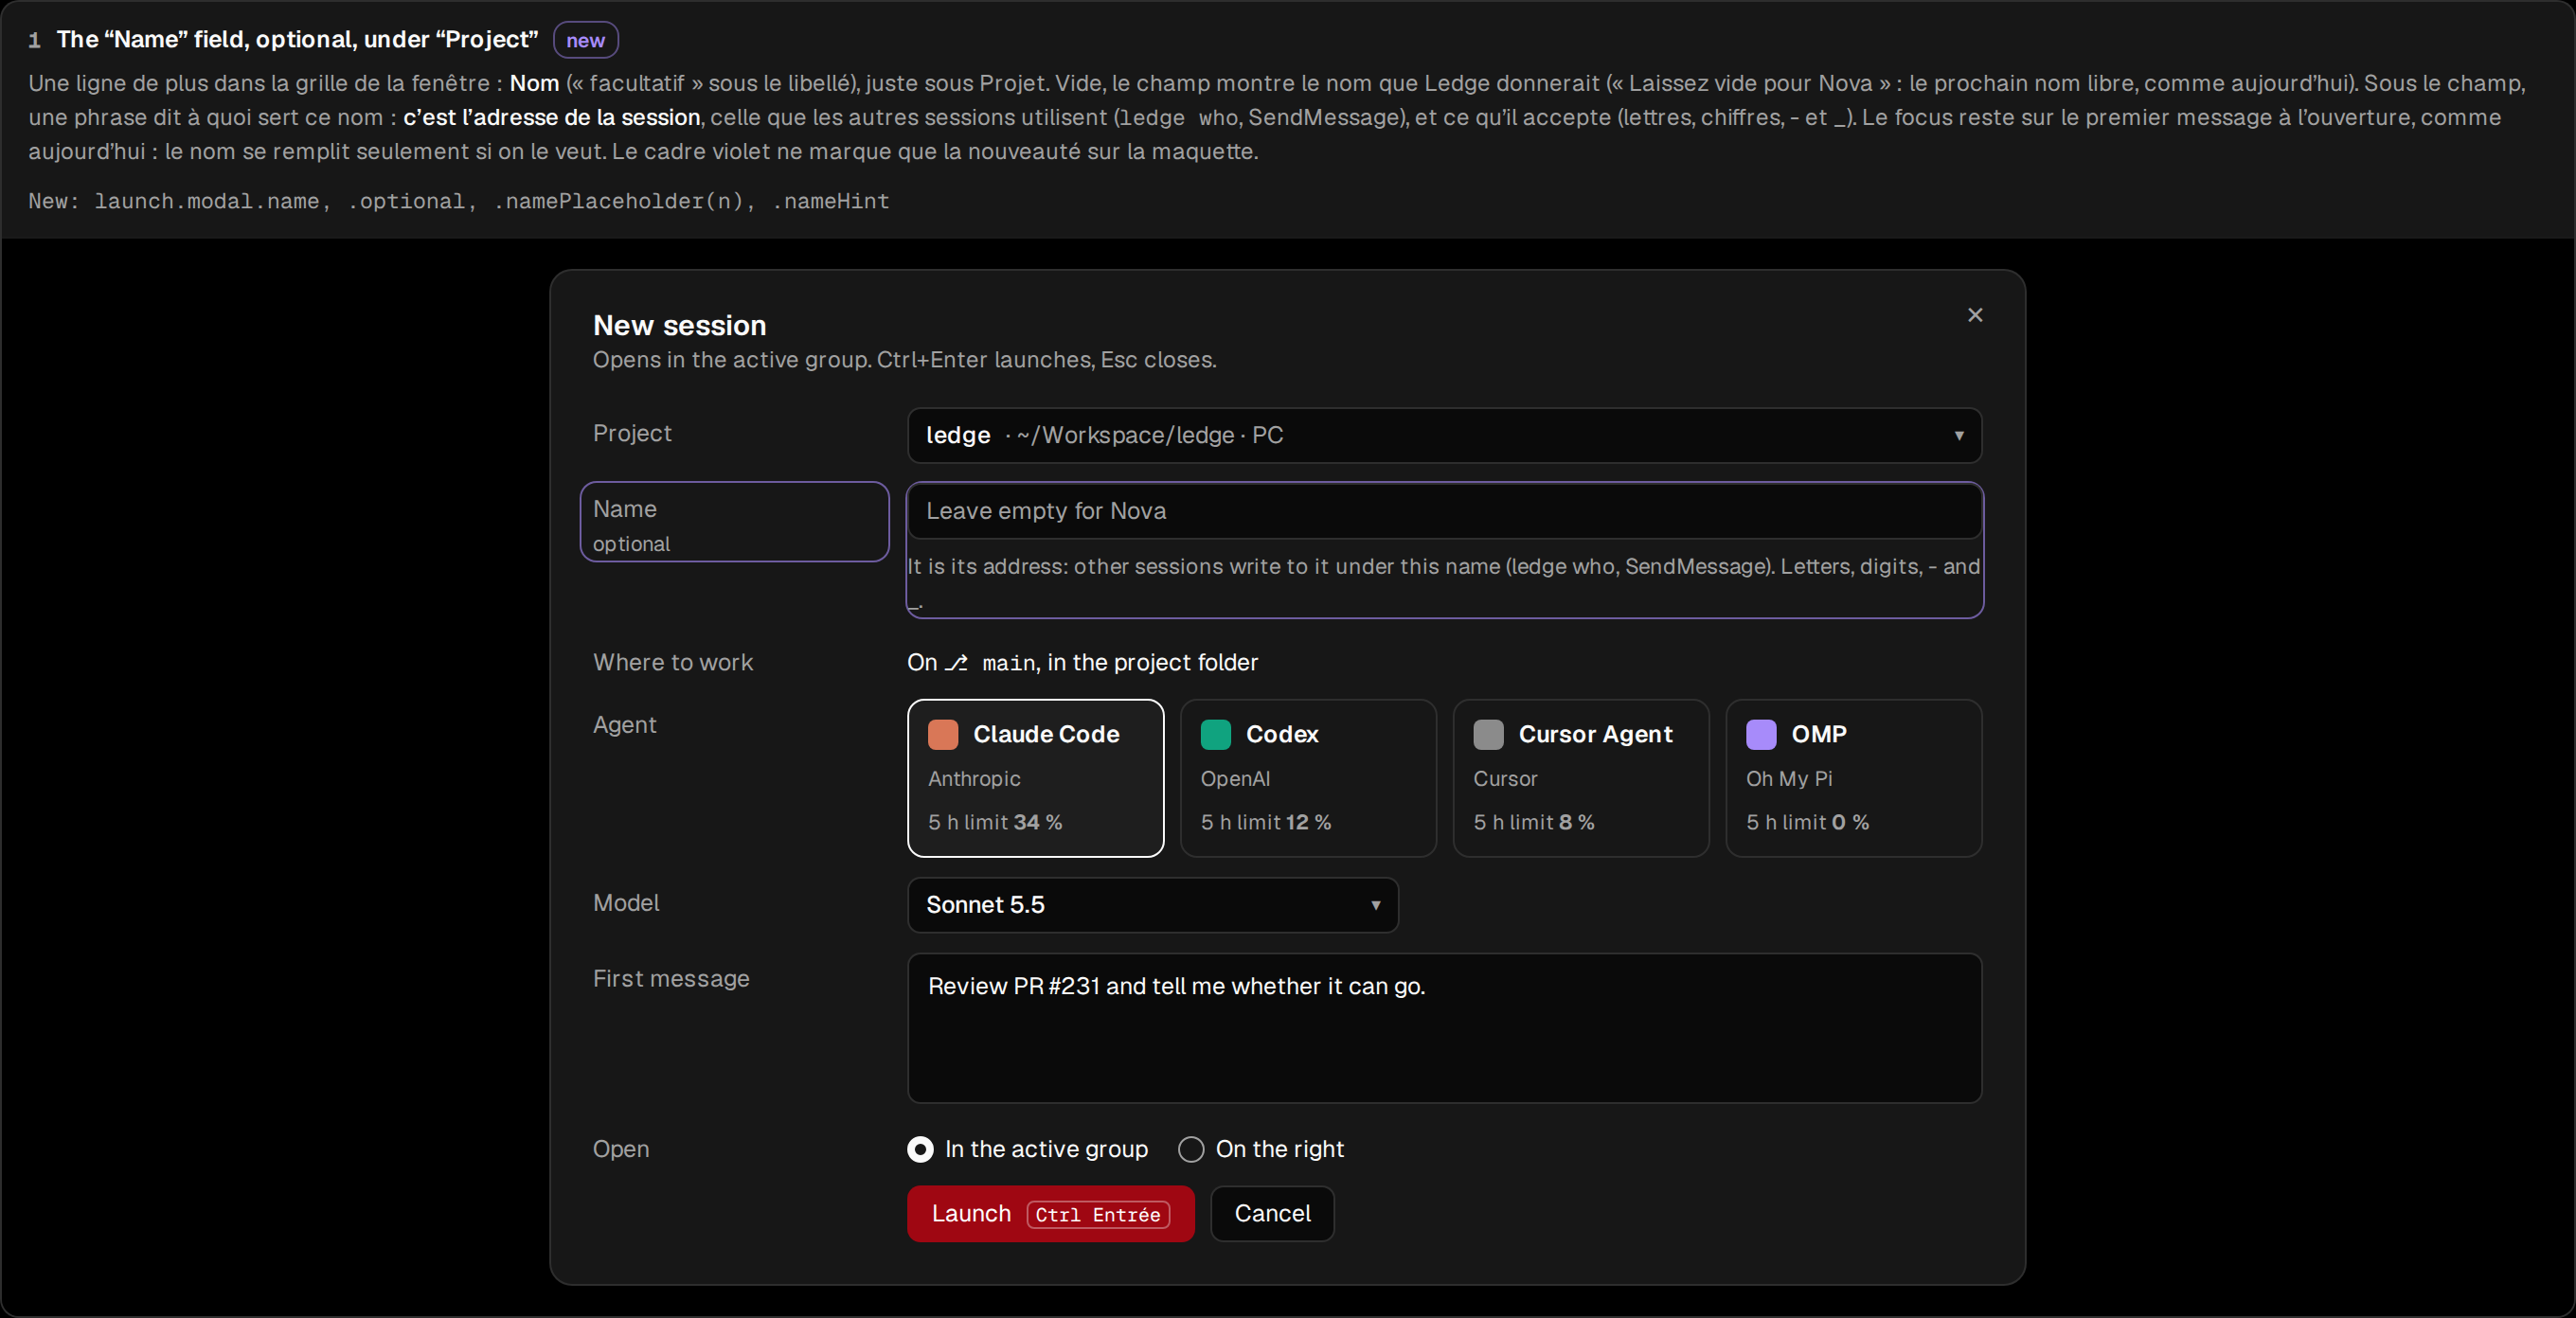 1 The “Name” field, optional, under “Project” new
Une ligne de plus dans la grille de la fenêtre : Nom (« facultatif » sous le libellé), juste sous Projet. Vide, le champ montre le nom que Ledge donnerait (« Laissez vide pour Nova » : le prochain nom libre, comme aujourd’hui). Sous le champ,
une phrase dit à quoi sert ce nom : c’est l’adresse de la session, celle que les autres sessions utilisent (ledge who, SendMessage), et ce qu’il accepte (lettres, chiffres, - et _). Le focus reste sur le premier message à l’ouverture, comme
aujourd’hui : le nom se remplit seulement si on le veut. Le cadre violet ne marque que la nouveauté sur la maquette.
New: launch.modal.name, .optional, .namePlaceholder(n), .nameHint
New session
✕
Opens in the active group. Ctrl+Enter launches, Esc closes.
Project
ledge · ~/Workspace/ledge · PC ▾
Name
optional
Leave empty for Nova
It is its address: other sessions write to it under this name (ledge who, SendMessage). Letters, digits, - and
_.
Where to work
On ⎇ main, in the project folder
Agent
Claude Code
Anthropic
5 h limit 34 %
Codex
OpenAI
5 h limit 12 %
Cursor Agent
Cursor
5 h limit 8 %
OMP
Oh My Pi
5 h limit 0 %
Model
Sonnet 5.5 ▾
First message
Review PR #231 and tell me whether it can go.
Open
In the active group
On the right
Launch Ctrl Entrée
Cancel